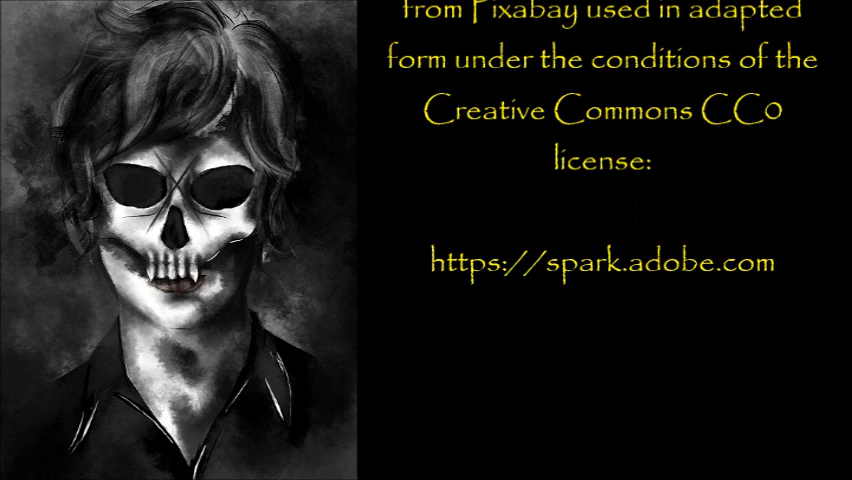 from Pixabay used in adapted
form under the conditions of the
Creative Commons CC0
license:
https://spark.adobe.com